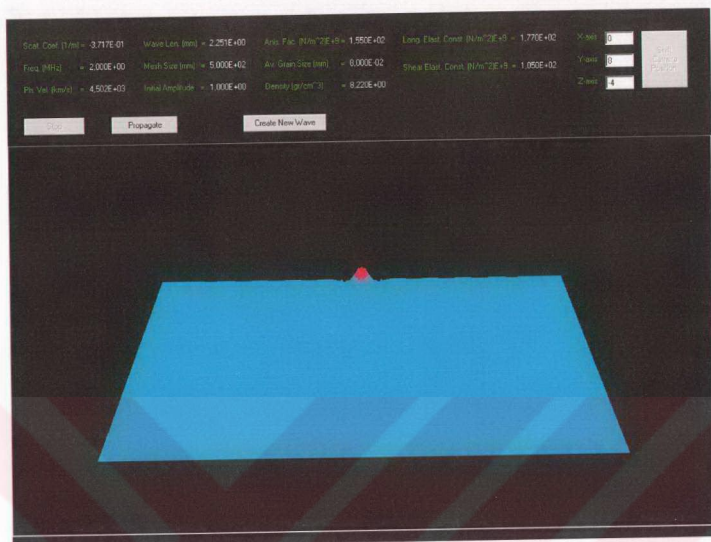 Scat. Coef. (1/m) = -3.717E-01 Wave Len. (mm) = 2.251E+00 Anis. Fac. (N/m^2)E+9 = 1,550E+02 Long. Elast. Const. (N/m^2)E+9 = 1,770E+02 X-axis 0
Freq. (MHz) = 2,000E+00 Mesh Size (mm) = 5,000E+02 Av. Grain Size (mm) = 8,000E-02 Shear Elast. Const. (N/m^2)E+9 = 1,050E+02 Y-axis 0
Ph. Vel. (km/s) = 4,502E+03 Initial Amplitude = 1,000E+00 Density (gr/cm^3) = 8,220E+00 Z-axis -4
Stop Propagate Create New Wave